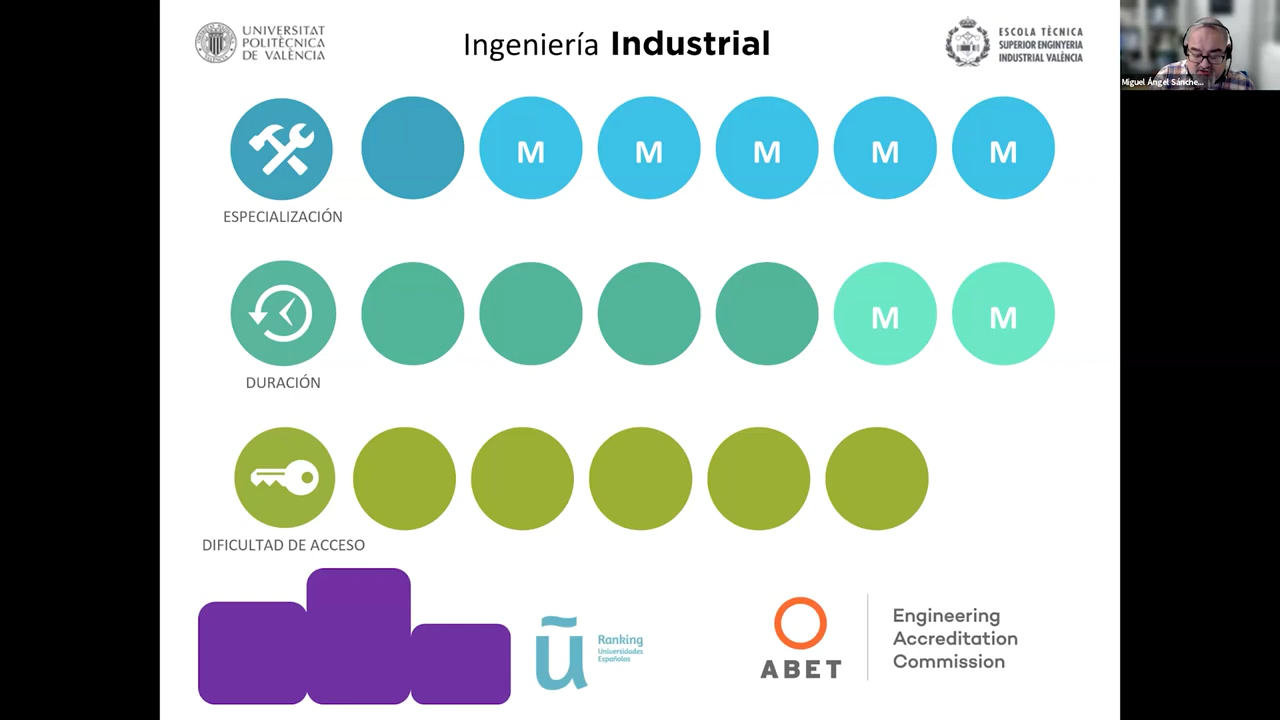 UNIVERSITAT
POLITÈCNICA
DE VALÈNCIA
Ingeniería Industrial
ESCOLA TÈCNICA
SUPERIOR ENGINYERIA
INDUSTRIAL VALÈNCIA
Miguel Ángel Sánche...
M M M M M
ESPECIALIZACIÓN
M M
DURACIÓN
DIFICULTAD DE ACCESO
ū
Ranking
Universidades
Españolas
ABET
Engineering
Accreditation
Commission